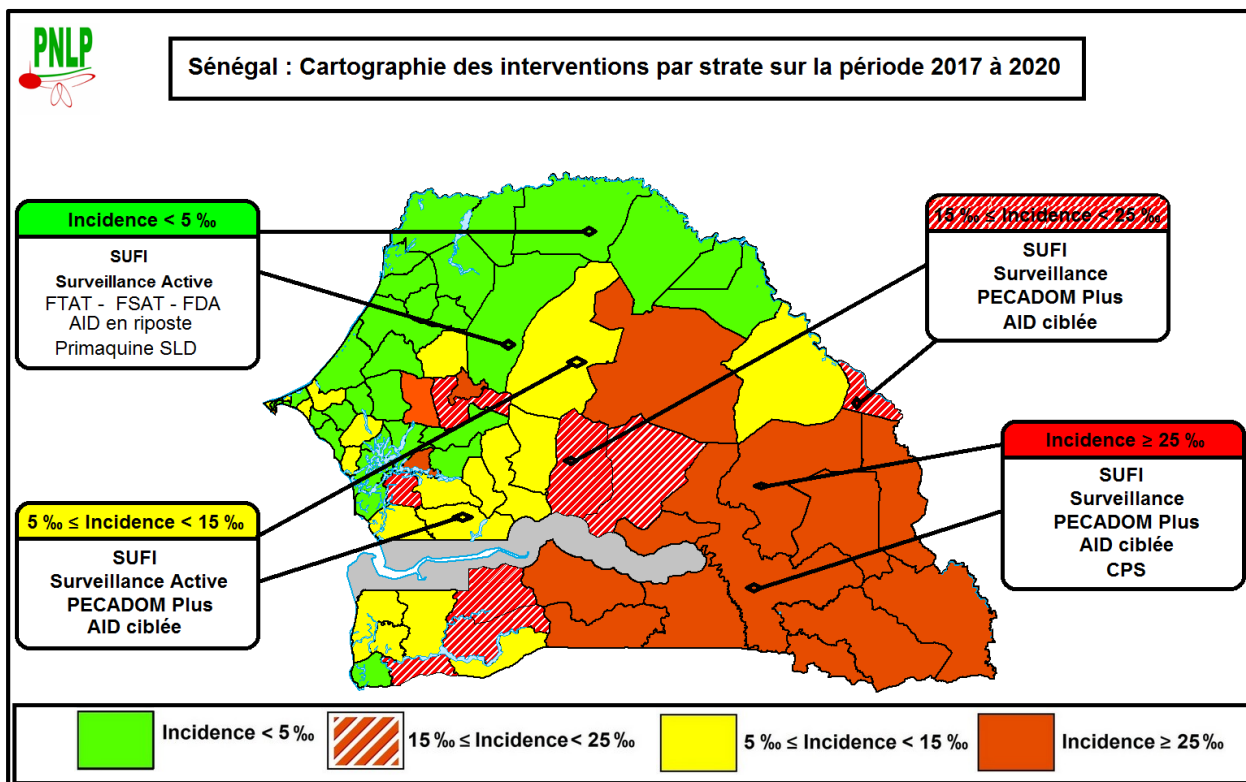 PNLP
Sénégal : Cartographie des interventions par strate sur la période 2017 à 2020
Incidence < 5 ‰
SUFI
Surveillance Active
FTAT - FSAT - FDA
AID en riposte
Primaquine SLD
15 ‰ ≤ Incidence < 25 ‰
SUFI
Surveillance
PECADOM Plus
AID ciblée
Incidence ≥ 25 ‰
SUFI
Surveillance
PECADOM Plus
AID ciblée
CPS
5 ‰ ≤ Incidence < 15 ‰
SUFI
Surveillance Active
PECADOM Plus
AID ciblée
Incidence < 5 ‰
15 ‰ ≤ Incidence < 25 ‰
5 ‰ ≤ Incidence < 15 ‰
Incidence ≥ 25 ‰